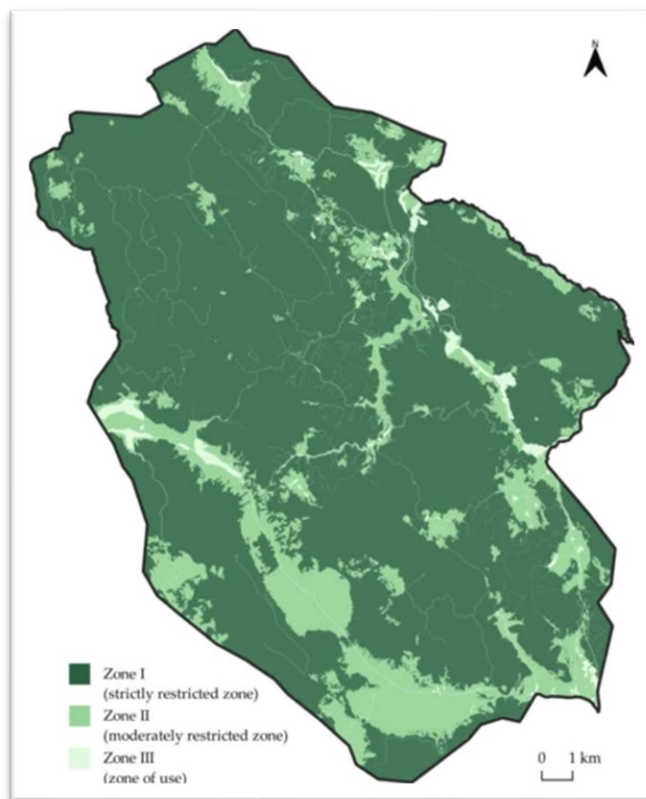 N
Zone I
(strictly restricted zone)
Zone II
(moderately restricted zone)
Zone III
(zone of use)
0 1 km